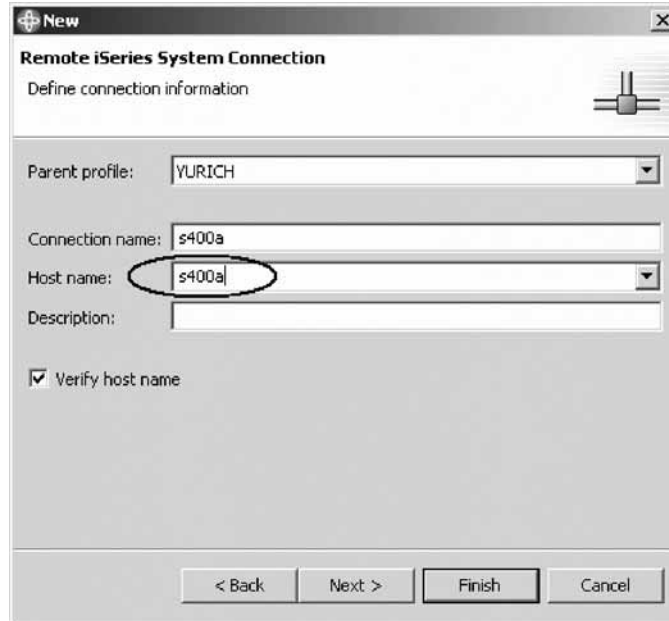 New
Remote iSeries System Connection
Define connection information
Parent profile: YURICH
Connection name: s400a
Host name: s400a
Description:
Verify host name
< Back Next > Finish Cancel